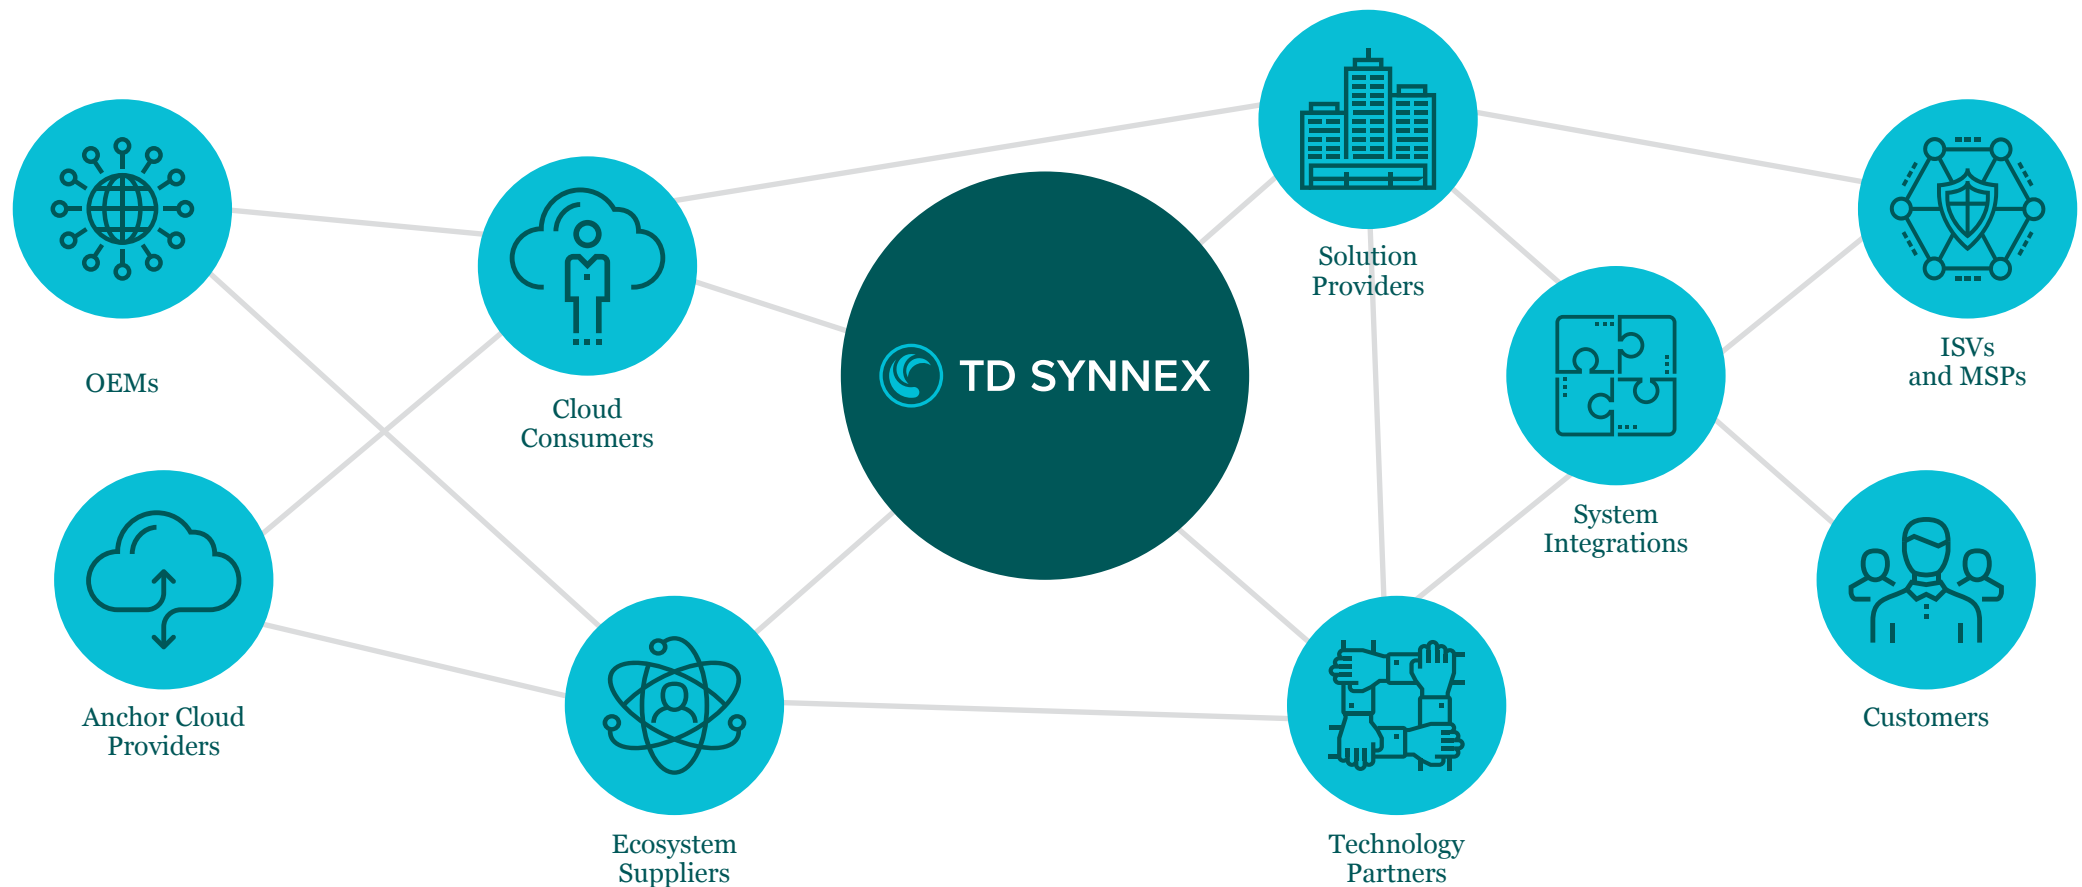 OEMs
Cloud
Consumers
Anchor Cloud
Providers
Ecosystem
Suppliers
TD SYNNEX
Solution
Providers
System
Integrations
Technology
Partners
ISVs
and MSPs
Customers